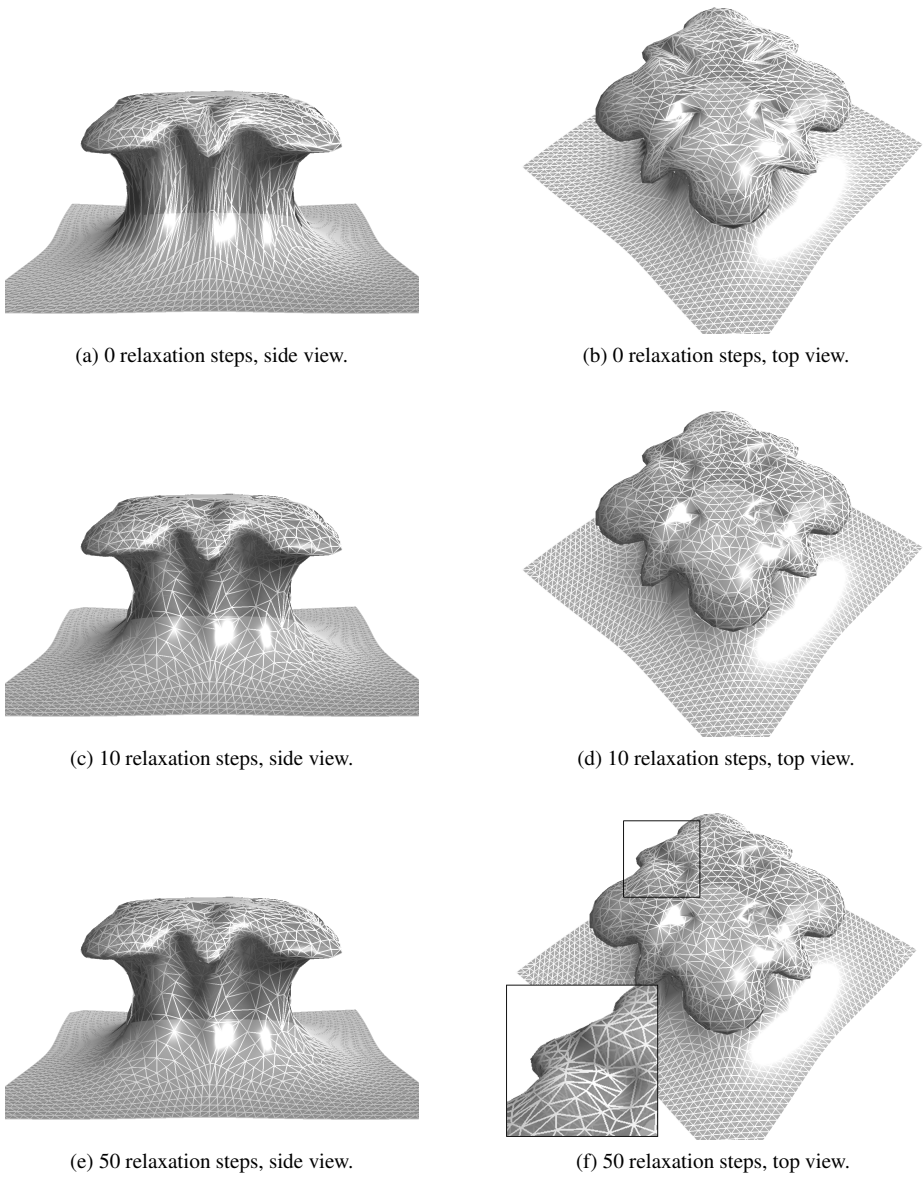 (a) 0 relaxation steps, side view.
(b) 0 relaxation steps, top view.
(c) 10 relaxation steps, side view.
(d) 10 relaxation steps, top view.
(e) 50 relaxation steps, side view.
(f) 50 relaxation steps, top view.